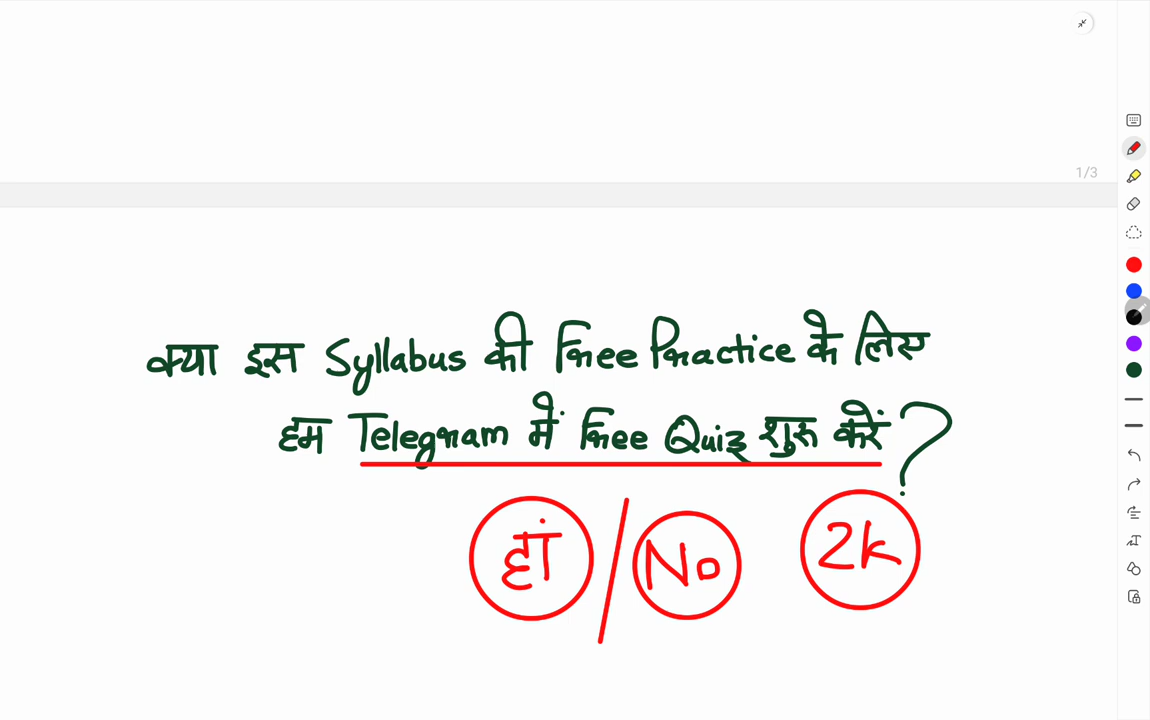 1/3
क्या इस Syllabus की Free Practice के लिए
हम Telegram में Free Quiz शुरू करें ?
हां / No 2K